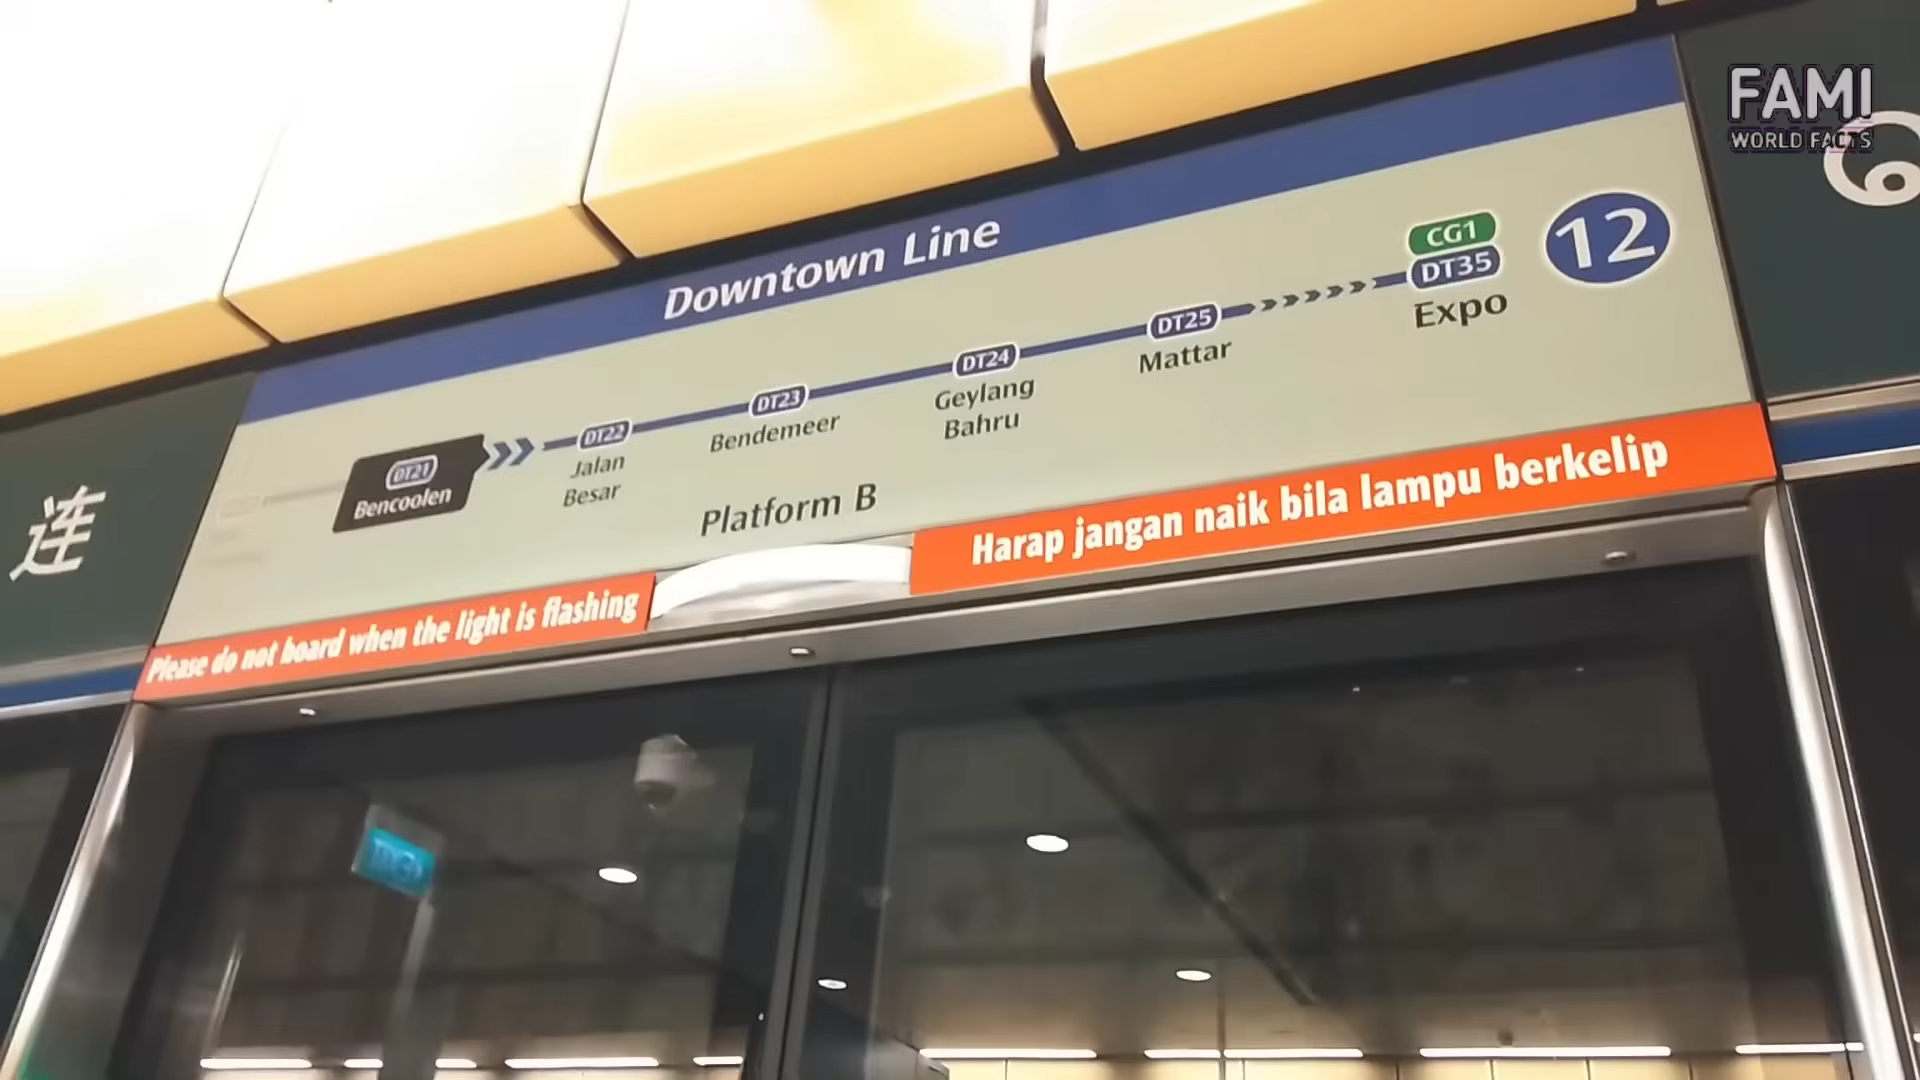 FAMI
WORLD FACTS
Downtown Line
12
CG1
DT35
Expo
DT25
Mattar
DT24
Geylang
Bahru
DT23
Bendemeer
DT22
Jalan
Besar
DT21
Bencoolen
Platform B
连
Please do not board when the light is flashing
Harap jangan naik bila lampu berkelip